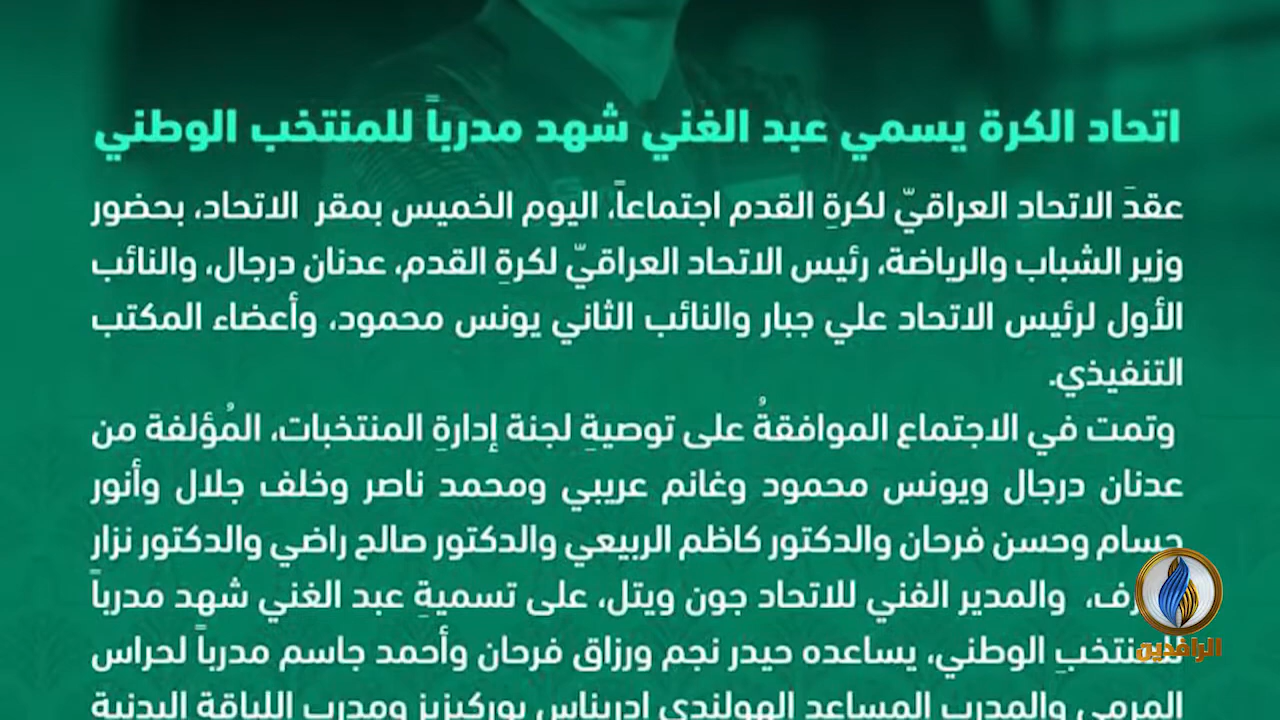 اتحاد الكرة يسمي عبد الغني شهد مدرباً للمنتخب الوطني
عقدَ الاتحاد العراقيّ لكرةِ القدم اجتماعاً، اليوم الخميس بمقر الاتحاد، بحضور
وزير الشباب والرياضة، رئيس الاتحاد العراقيّ لكرةِ القدم، عدنان درجال، والنائب
الأول لرئيس الاتحاد علي جبار والنائب الثاني يونس محمود، وأعضاء المكتب
التنفيذي.
وتمت في الاجتماع الموافقةُ على توصيةِ لجنة إدارةِ المنتخبات، المُؤلفة من
عدنان درجال ويونس محمود وغانم عريبي ومحمد ناصر وخلف جلال وأنور
جسام وحسن فرحان والدكتور كاظم الربيعي والدكتور صالح راضي والدكتور نزار
والمدير الفني للاتحاد جون ويتل، على تسميةِ عبد الغني شهد مدرباً
للمنتخبِ الوطني، يساعده حيدر نجم ورزاق فرحان وأحمد جاسم مدرباً لحراس
المرمى والمدرب المساعد الهولندي ادريناس يوركيزيز ومدرب اللياقة البدنية
الرافدين